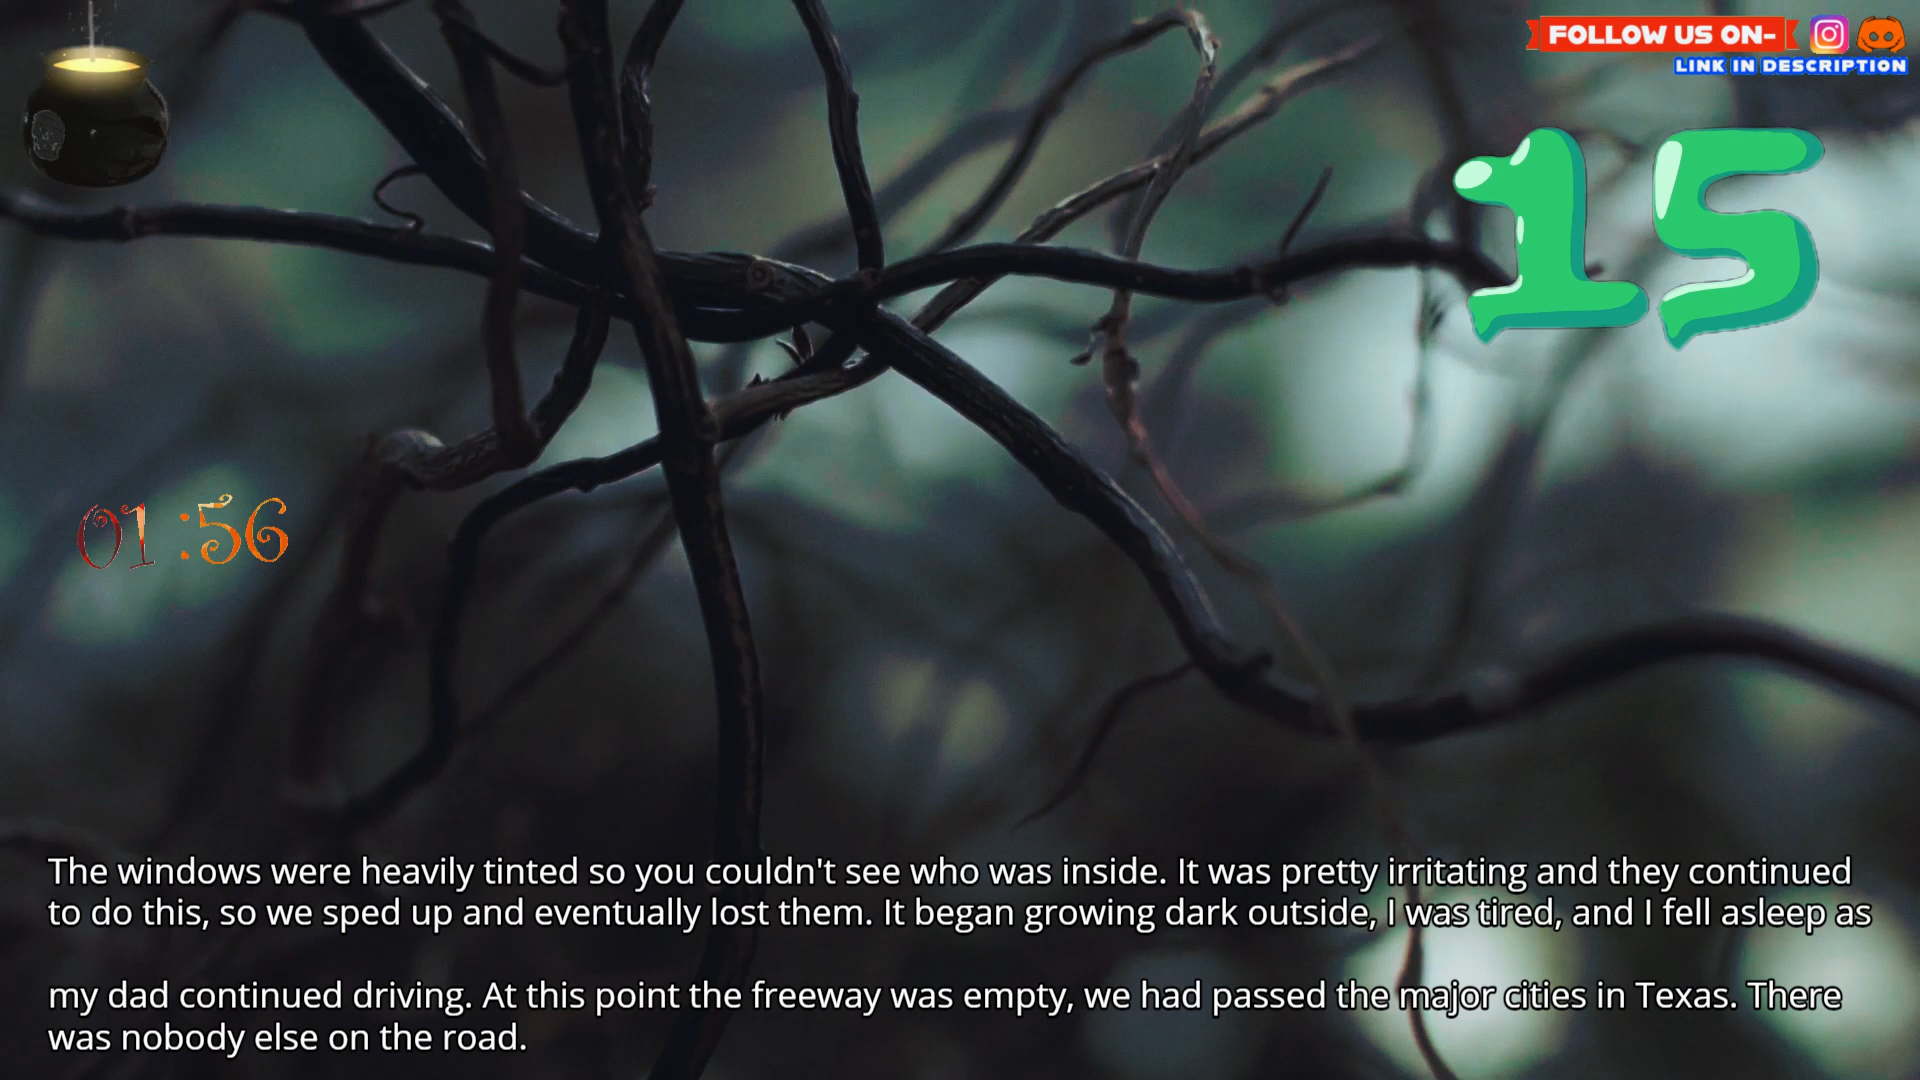 FOLLOW US ON-
LINK IN DESCRIPTION
15
01:56
The windows were heavily tinted so you couldn't see who was inside. It was pretty irritating and they continued
to do this, so we sped up and eventually lost them. It began growing dark outside, I was tired, and I fell asleep as
my dad continued driving. At this point the freeway was empty, we had passed the major cities in Texas. There
was nobody else on the road.